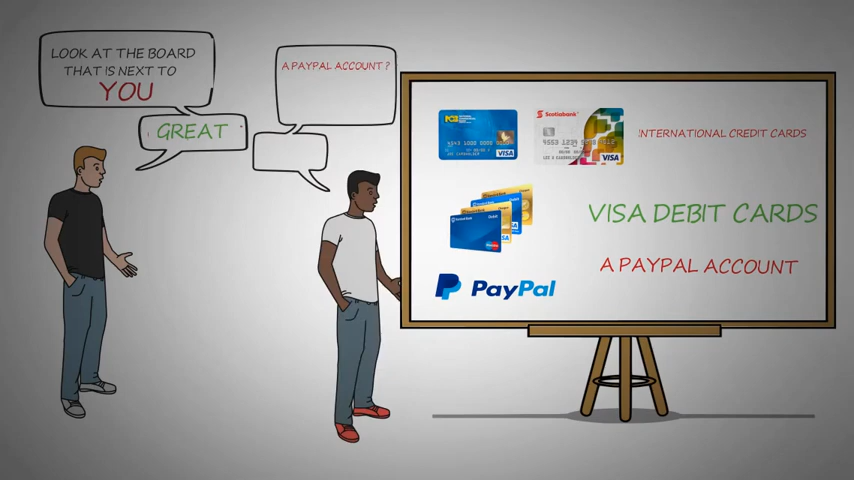 LOOK AT THE BOARD
THAT IS NEXT TO
YOU
GREAT
A PAYPAL ACCOUNT ?
Scotiabank
VISA
VISA
INTERNATIONAL CREDIT CARDS
VISA DEBIT CARDS
Debit
A PAYPAL ACCOUNT
PayPal